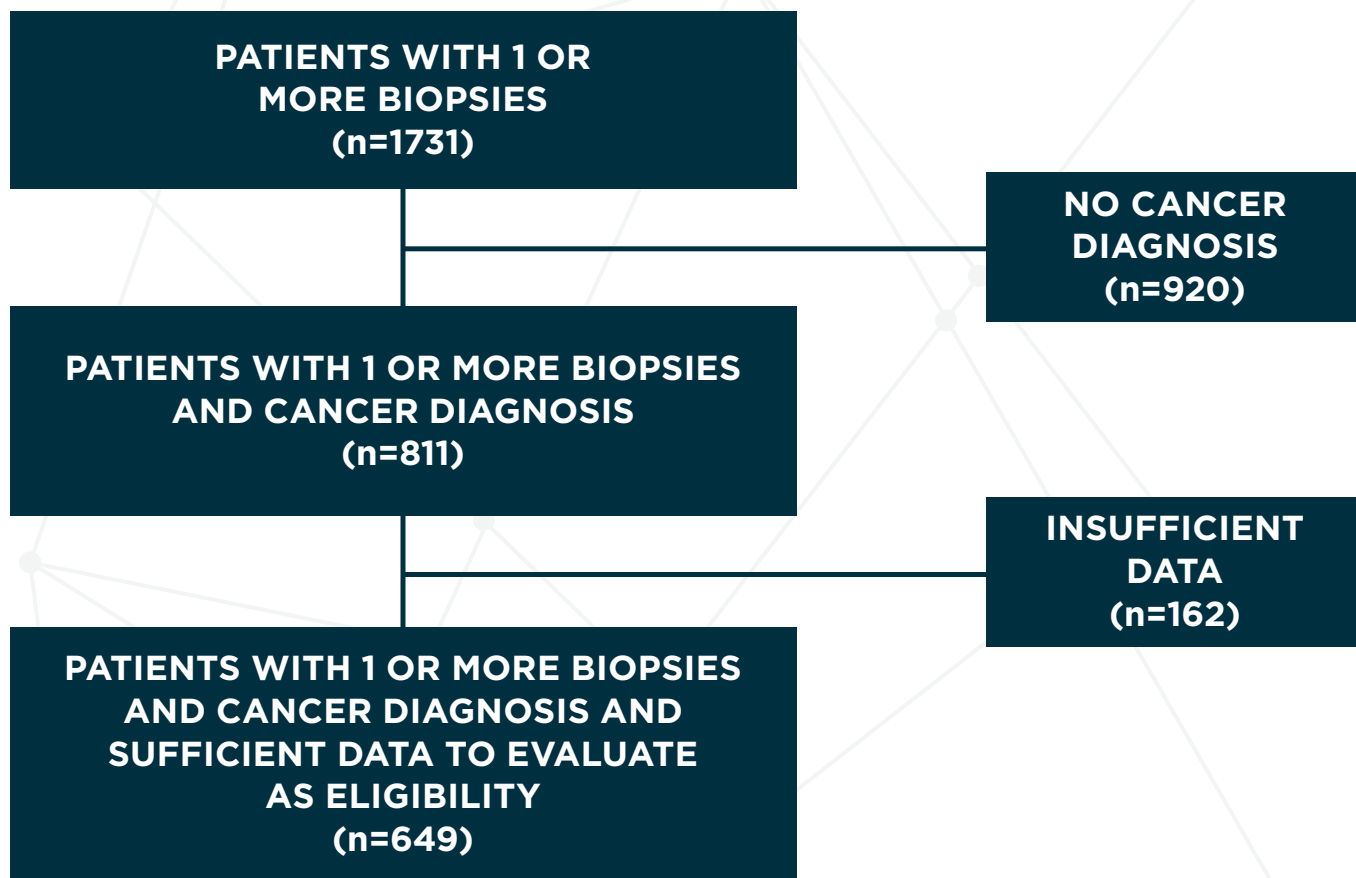 PATIENTS WITH 1 OR
MORE BIOPSIES
(n=1731)
NO CANCER
DIAGNOSIS
(n=920)
PATIENTS WITH 1 OR MORE BIOPSIES
AND CANCER DIAGNOSIS
(n=811)
INSUFFICIENT
DATA
(n=162)
PATIENTS WITH 1 OR MORE BIOPSIES
AND CANCER DIAGNOSIS AND
SUFFICIENT DATA TO EVALUATE
AS ELIGIBILITY
(n=649)